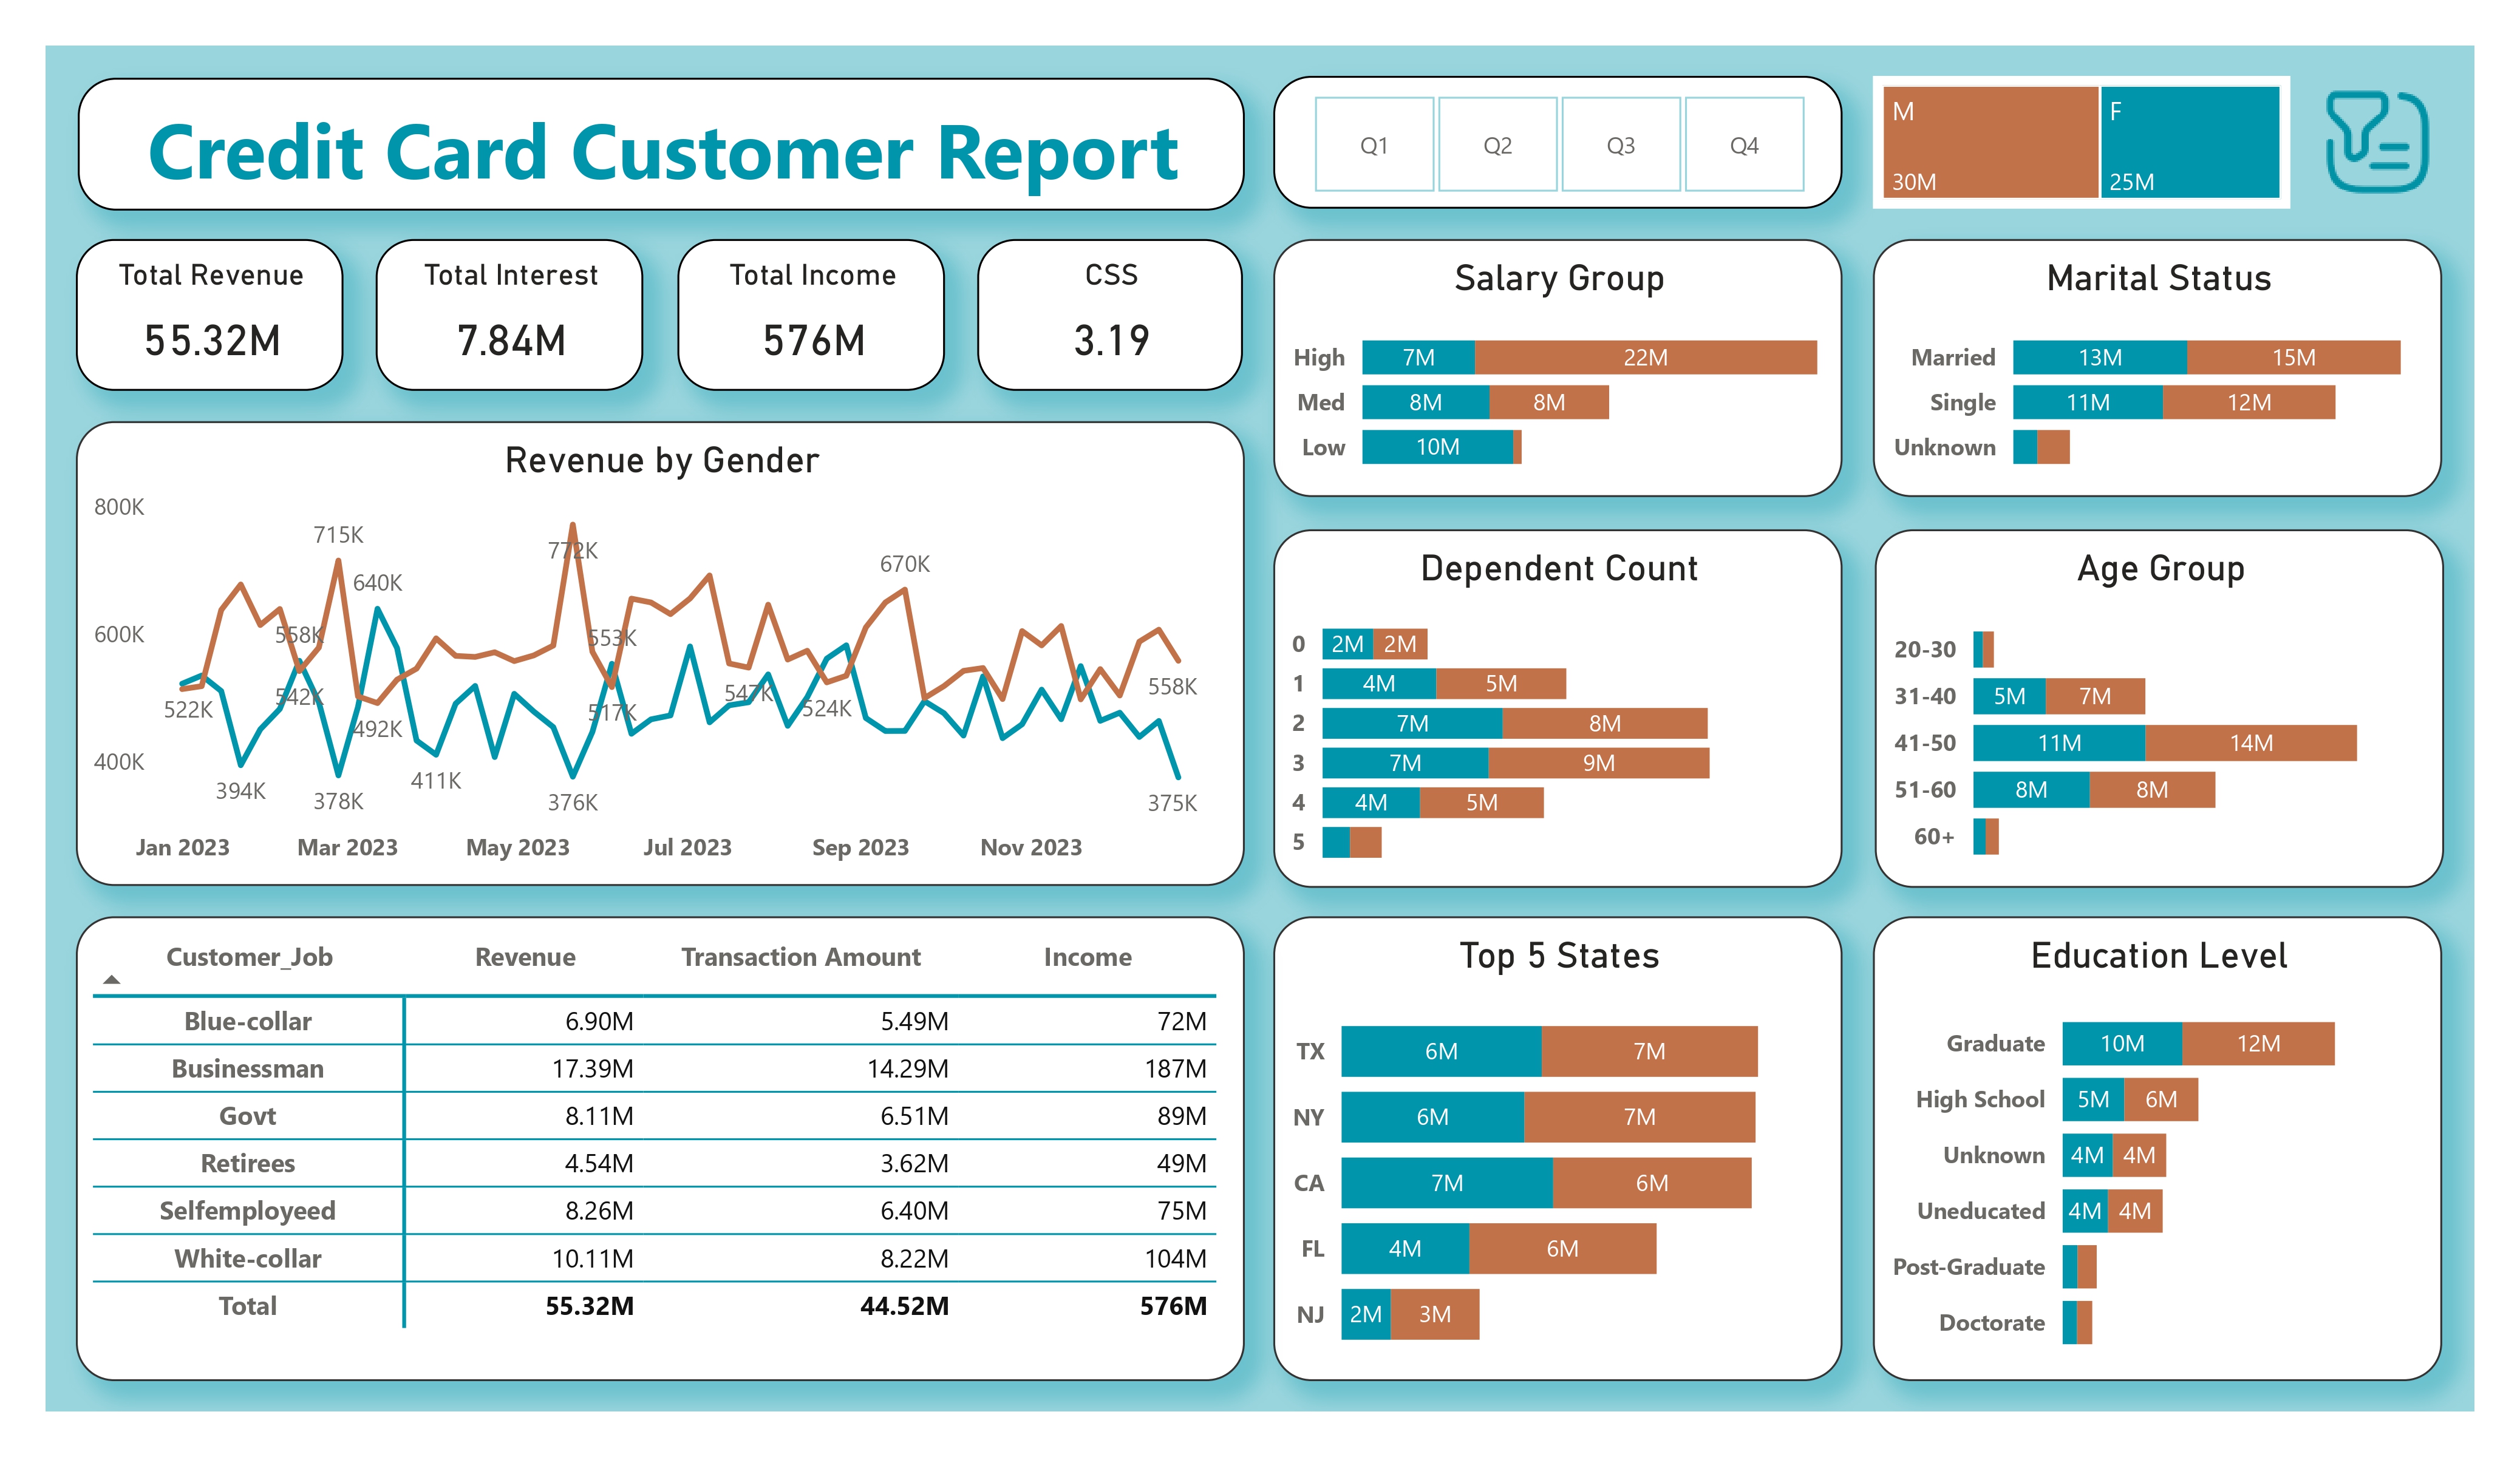 Credit Card Customer Report
Q1 Q2 Q3 Q4
M F
30M 25M
Total Revenue
55.32M
Total Interest
7.84M
Total Income
576M
CSS
3.19
Salary Group
High 7M 22M
Med 8M 8M
Low 10M
Marital Status
Married 13M 15M
Single 11M 12M
Unknown
Revenue by Gender
800K
600K
400K
715K
772K
640K
670K
558K
553K
522K
542K
492K
517K
547K
524K
558K
394K
378K
411K
376K
375K
Jan 2023 Mar 2023 May 2023 Jul 2023 Sep 2023 Nov 2023
Dependent Count
0 2M 2M
1 4M 5M
2 7M 8M
3 7M 9M
4 4M 5M
5
Age Group
20-30
31-40 5M 7M
41-50 11M 14M
51-60 8M 8M
60+
Customer_Job Revenue Transaction Amount Income
Blue-collar 6.90M 5.49M 72M
Businessman 17.39M 14.29M 187M
Govt 8.11M 6.51M 89M
Retirees 4.54M 3.62M 49M
Selfemployeed 8.26M 6.40M 75M
White-collar 10.11M 8.22M 104M
Total 55.32M 44.52M 576M
Top 5 States
TX 6M 7M
NY 6M 7M
CA 7M 6M
FL 4M 6M
NJ 2M 3M
Education Level
Graduate 10M 12M
High School 5M 6M
Unknown 4M 4M
Uneducated 4M 4M
Post-Graduate
Doctorate